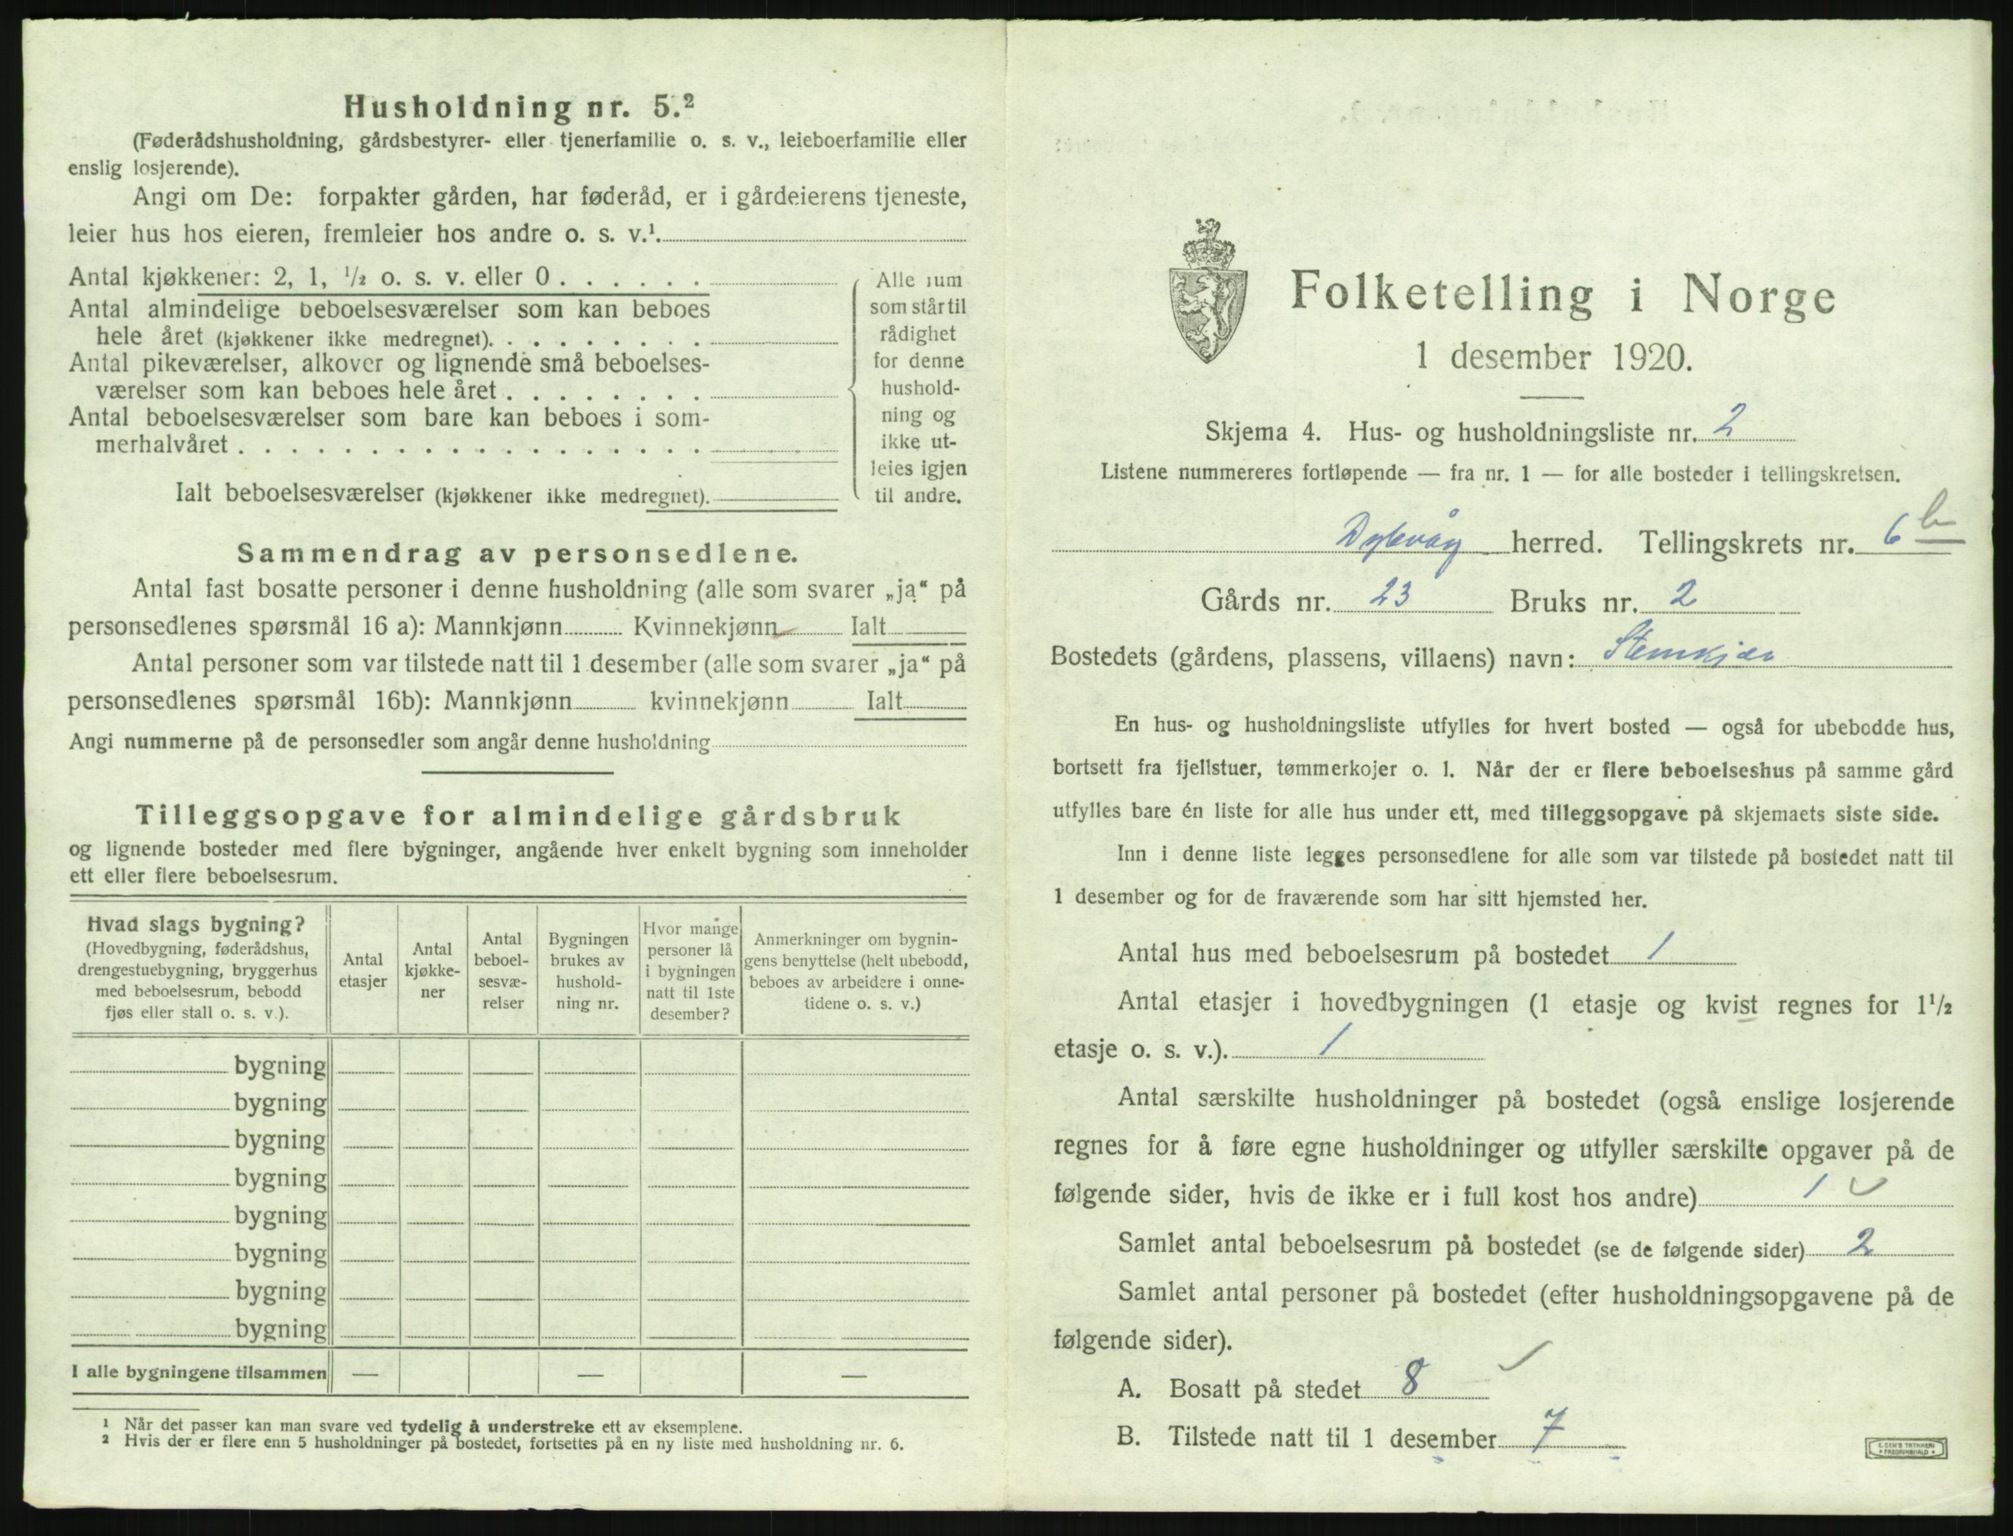 Husholdning nr. 5.²
(Føderådshusholdning, gårdsbestyrer- eller tjenerfamilie o. s. v., leieboerfamilie eller
enslig losjerende).
Angi om De: forpakter gården, har føderåd, er i gårdeierens tjeneste,
leier hus hos eieren, fremleier hos andre o. s. v.¹.
Antal kjøkkener: 2, 1, ½ o. s. v. eller 0 . . . . . .
Antal almindelige beboelsesværelser som kan beboes
hele året (kjøkkener ikke medregnet). . . . . . . . .
Antal pikeværelser, alkover og lignende små beboelses-
værelser som kan beboes hele året . . . . . . . .
Antal beboelsesværelser som bare kan beboes i som-
merhalvåret . . . . . . . . . . . . . . . . . .
Ialt beboelsesværelser (kjøkkener ikke medregnet).
Alle rum
som står til
rådighet
for denne
hushold-
ning og
ikke ut-
leies igjen
til andre.
Sammendrag av personsedlene.
Antal fast bosatte personer i denne husholdning (alle som svarer „ja“ på
personsedlenes spørsmål 16 a): Mannkjønn Kvinnekjønn Ialt
Antal personer som var tilstede natt til 1 desember (alle som svarer „ja“ på
personsedlenes spørsmål 16b): Mannkjønn kvinnekjønn Ialt
Angi nummerne på de personsedler som angår denne husholdning
Tilleggsopgave for almindelige gårdsbruk
og lignende bosteder med flere bygninger, angående hver enkelt bygning som inneholder
ett eller flere beboelsesrum.
Hvad slags bygning?
(Hovedbygning, føderådshus,
drengestuebygning, bryggerhus
med beboelsesrum, bebodd
fjøs eller stall o. s. v.).
Antal
etasjer
Antal
kjøkke-
ner
Antal
beboel-
sesvæ-
relser
Bygningen
brukes av
hushold-
ning nr.
Hvor mange
personer lå
i bygningen
natt til 1ste
desember?
Anmerkninger om bygnin-
gens benyttelse (helt ubebodd,
beboes av arbeidere i onne-
tidene o. s. v.)
bygning
bygning
bygning
bygning
bygning
bygning
bygning
bygning
I alle bygningene tilsammen — — —
¹ Når det passer kan man svare ved tydelig å understreke ett av eksemplene.
² Hvis der er flere enn 5 husholdninger på bostedet, fortsettes på en ny liste med husholdning nr. 6.
Folketelling i Norge
1 desember 1920.
Skjema 4. Hus- og husholdningsliste nr. 2
Listene nummereres fortløpende — fra nr. 1 — for alle bosteder i tellingskretsen.
Dybvåg herred. Tellingskrets nr. 6 b
Gårds nr. 23 Bruks nr. 2
Bostedets (gårdens, plassens, villaens) navn: Stemkjær
En hus- og husholdningsliste utfylles for hvert bosted — også for ubebodde hus,
bortsett fra fjellstuer, tømmerkojer o. l. Når der er flere beboelseshus på samme gård
utfylles bare én liste for alle hus under ett, med tilleggsopgave på skjemaets siste side.
Inn i denne liste legges personsedlene for alle som var tilstede på bostedet natt til
1 desember og for de fraværende som har sitt hjemsted her.
Antal hus med beboelsesrum på bostedet 1
Antal etasjer i hovedbygningen (1 etasje og kvist regnes for 1½
etasje o. s. v.). 1
Antal særskilte husholdninger på bostedet (også enslige losjerende
regnes for å føre egne husholdninger og utfyller særskilte opgaver på de
følgende sider, hvis de ikke er i full kost hos andre) 1 ✓
Samlet antal beboelsesrum på bostedet (se de følgende sider) 2
Samlet antal personer på bostedet (efter husholdningsopgavene på de
følgende sider).
A. Bosatt på stedet 8 ✓
B. Tilstede natt til 1 desember 7